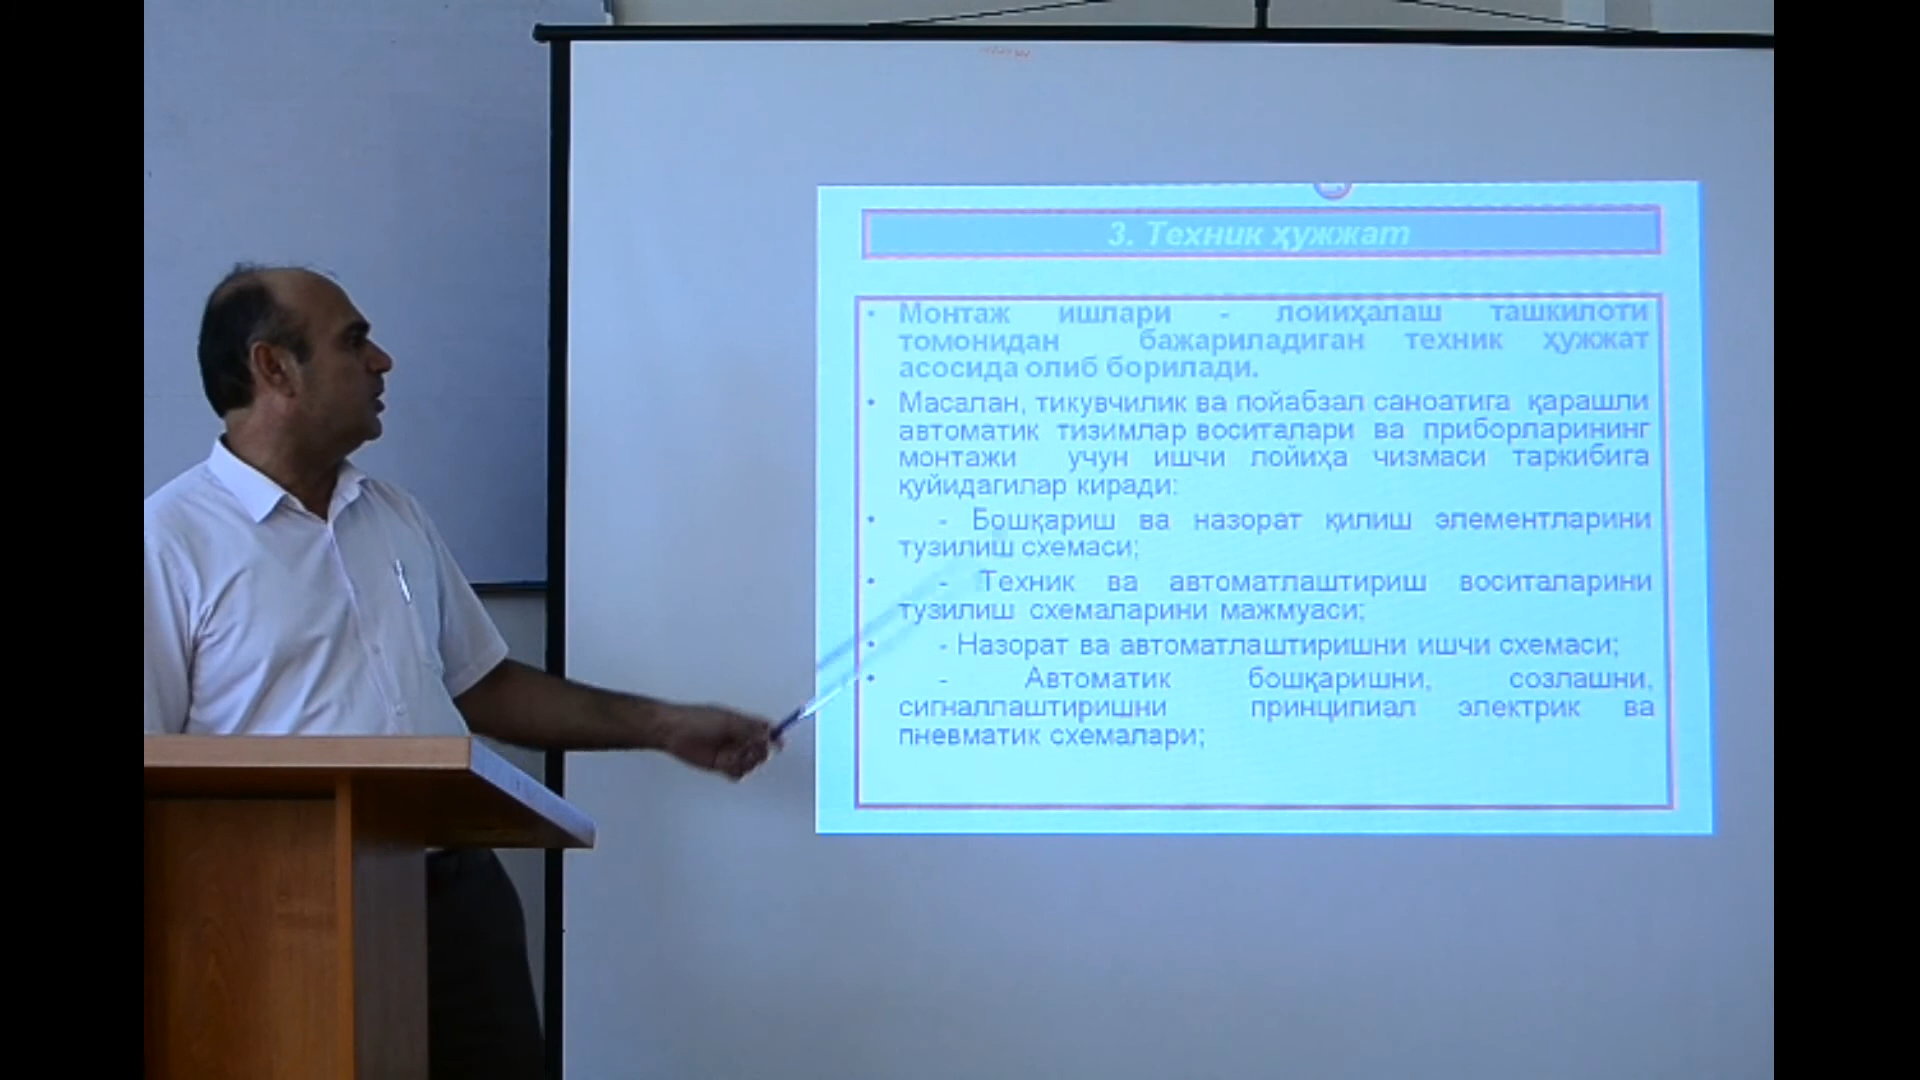 3. Техник ҳужжат
• Монтаж ишлари - лойиҳалаш ташкилоти
томонидан бажариладиган техник ҳужжат
асосида олиб борилади.
• Масалан, тикувчилик ва пойабзал саноатига қарашли
автоматик тизимлар воситалари ва приборларининг
монтажи учун ишчи лойиҳа чизмаси таркибига
қуйидагилар киради:
• - Бошқариш ва назорат қилиш элементларини
тузилиш схемаси;
• - Техник ва автоматлаштириш воситаларини
тузилиш схемаларини мажмуаси;
• - Назорат ва автоматлаштиришни ишчи схемаси;
• - Автоматик бошқаришни, созлашни,
сигналлаштиришни принципиал электрик ва
пневматик схемалари;